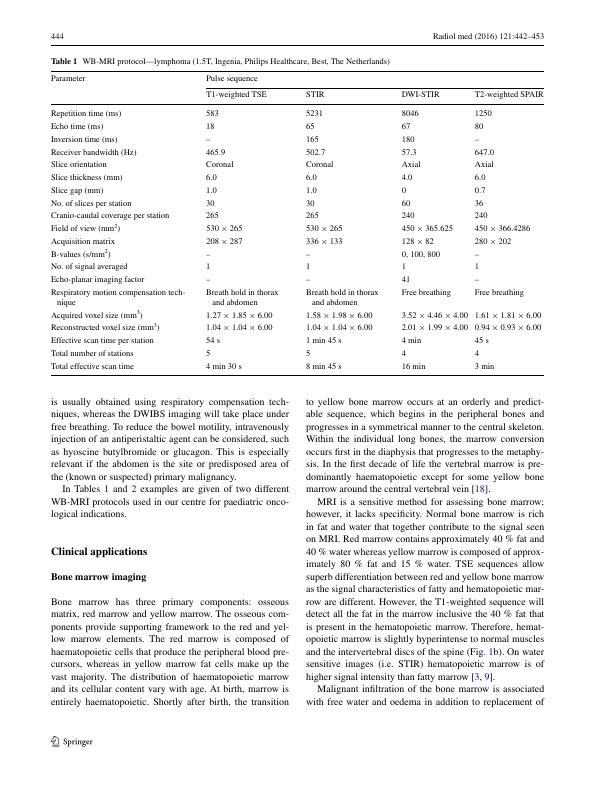 444 Radiol med (2016) 121:442–453
Table 1 WB-MRI protocol—lymphoma (1.5T, Ingenia, Philips Healthcare, Best, The Netherlands)
Parameter Pulse sequence
T1-weighted TSE STIR DWI-STIR T2-weighted SPAIR
Repetition time (ms) 583 5231 8046 1250
Echo time (ms) 18 65 67 80
Inversion time (ms) – 165 180 –
Receiver bandwidth (Hz) 465.9 502.7 57.3 647.0
Slice orientation Coronal Coronal Axial Axial
Slice thickness (mm) 6.0 6.0 4.0 6.0
Slice gap (mm) 1.0 1.0 0 0.7
No. of slices per station 30 30 60 36
Cranio-caudal coverage per station 265 265 240 240
Field of view (mm²) 530 × 265 530 × 265 450 × 365.625 450 × 366.4286
Acquisition matrix 208 × 287 336 × 133 128 × 82 280 × 202
B-values (s/mm²) – – 0, 100, 800 –
No. of signal averaged 1 1 1 1
Echo-planar imaging factor – – 41 –
Respiratory motion compensation tech- Breath hold in thorax Breath hold in thorax Free breathing Free breathing
nique and abdomen and abdomen
Acquired voxel size (mm³) 1.27 × 1.85 × 6.00 1.58 × 1.98 × 6.00 3.52 × 4.46 × 4.00 1.61 × 1.81 × 6.00
Reconstructed voxel size (mm³) 1.04 × 1.04 × 6.00 1.04 × 1.04 × 6.00 2.01 × 1.99 × 4.00 0.94 × 0.93 × 6.00
Effective scan time per station 54 s 1 min 45 s 4 min 45 s
Total number of stations 5 5 4 4
Total effective scan time 4 min 30 s 8 min 45 s 16 min 3 min
is usually obtained using respiratory compensation tech-
niques, whereas the DWIBS imaging will take place under
free breathing. To reduce the bowel motility, intravenously
injection of an antiperistaltic agent can be considered, such
as hyoscine butylbromide or glucagon. This is especially
relevant if the abdomen is the site or predisposed area of
the (known or suspected) primary malignancy.
In Tables 1 and 2 examples are given of two different
WB-MRI protocols used in our centre for paediatric onco-
logical indications.
Clinical applications
Bone marrow imaging
Bone marrow has three primary components: osseous
matrix, red marrow and yellow marrow. The osseous com-
ponents provide supporting framework to the red and yel-
low marrow elements. The red marrow is composed of
haematopoietic cells that produce the peripheral blood pre-
cursors, whereas in yellow marrow fat cells make up the
vast majority. The distribution of haematopoietic marrow
and its cellular content vary with age. At birth, marrow is
entirely haematopoietic. Shortly after birth, the transition
to yellow bone marrow occurs at an orderly and predict-
able sequence, which begins in the peripheral bones and
progresses in a symmetrical manner to the central skeleton.
Within the individual long bones, the marrow conversion
occurs first in the diaphysis that progresses to the metaphy-
sis. In the first decade of life the vertebral marrow is pre-
dominantly haematopoietic except for some yellow bone
marrow around the central vertebral vein [18].
MRI is a sensitive method for assessing bone marrow;
however, it lacks specificity. Normal bone marrow is rich
in fat and water that together contribute to the signal seen
on MRI. Red marrow contains approximately 40 % fat and
40 % water whereas yellow marrow is composed of approx-
imately 80 % fat and 15 % water. TSE sequences allow
superb differentiation between red and yellow bone marrow
as the signal characteristics of fatty and hematopoietic mar-
row are different. However, the T1-weighted sequence will
detect all the fat in the marrow inclusive the 40 % fat that
is present in the hematopoietic marrow. Therefore, hemat-
opoietic marrow is slightly hyperintense to normal muscles
and the intervertebral discs of the spine (Fig. 1b). On water
sensitive images (i.e. STIR) hematopoietic marrow is of
higher signal intensity than fatty marrow [3, 9].
Malignant infiltration of the bone marrow is associated
with free water and oedema in addition to replacement of
Springer